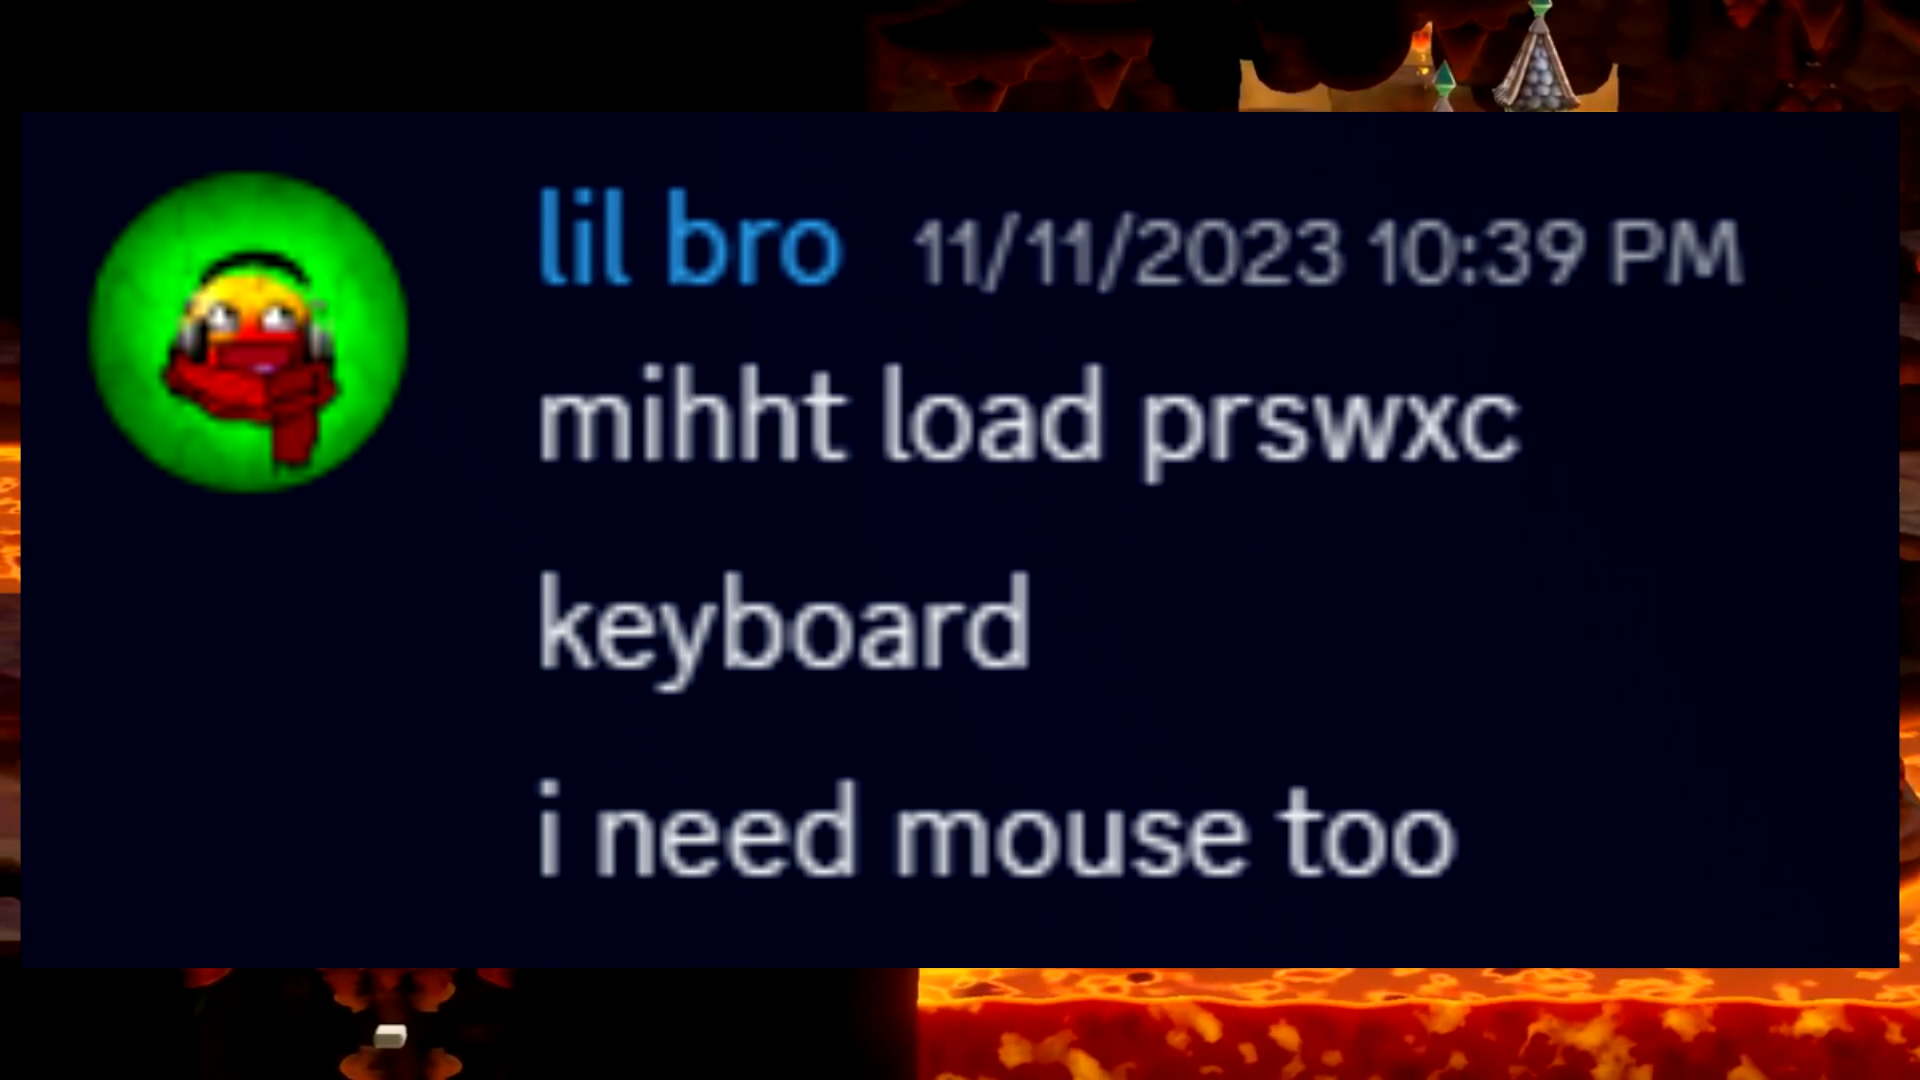 lil bro 11/11/2023 10:39 PM
mihht load prswxc
keyboard
i need mouse too